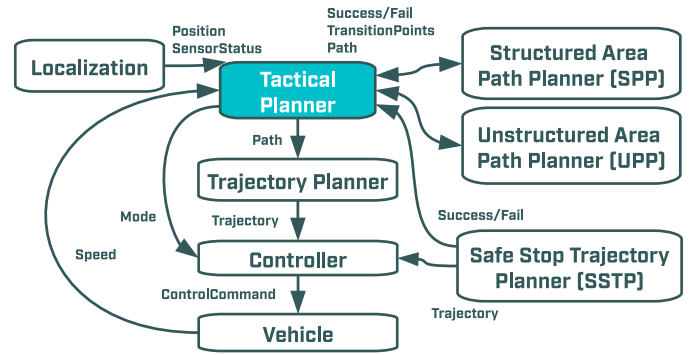 Position
SensorStatus
Success/Fail
TransitionPoints
Path
Localization
Tactical
Planner
Structured Area
Path Planner (SPP)
Unstructured Area
Path Planner (UPP)
Path
Trajectory Planner
Mode
Trajectory
Success/Fail
Speed
Controller
Safe Stop Trajectory
Planner (SSTP)
ControlCommand
Trajectory
Vehicle